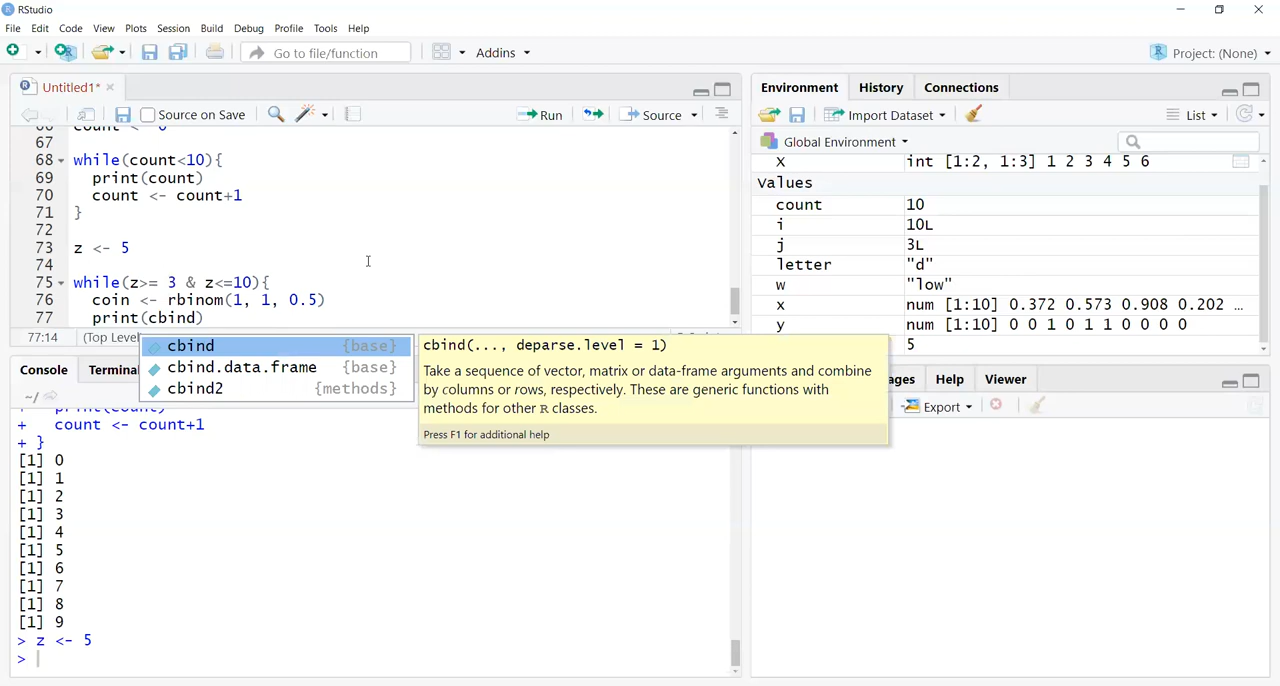 RStudio
File Edit Code View Plots Session Build Debug Profile Tools Help
Go to file/function
Addins
Project: (None)
Untitled1*
Source on Save
Run
Source
67
68 while(count<10){
69 print(count)
70 count <- count+1
71 }
72
73 z <- 5
74
75 while(z>= 3 & z<=10){
76 coin <- rbinom(1, 1, 0.5)
77 print(cbind)
77:14 (Top Level
cbind {base}
cbind.data.frame {base}
cbind2 {methods}
cbind(..., deparse.level = 1)
Take a sequence of vector, matrix or data-frame arguments and combine
by columns or rows, respectively. These are generic functions with
methods for other R classes.
Press F1 for additional help
Console Terminal
~/
+ print(count)
+ count <- count+1
+ }
[1] 0
[1] 1
[1] 2
[1] 3
[1] 4
[1] 5
[1] 6
[1] 7
[1] 8
[1] 9
> z <- 5
>
Environment History Connections
Import Dataset
List
Global Environment
X int [1:2, 1:3] 1 2 3 4 5 6
Values
count 10
i 10L
j 3L
letter "d"
w "low"
x num [1:10] 0.372 0.573 0.908 0.202 ...
y num [1:10] 0 0 1 0 1 1 0 0 0 0
5
ages Help Viewer
Export